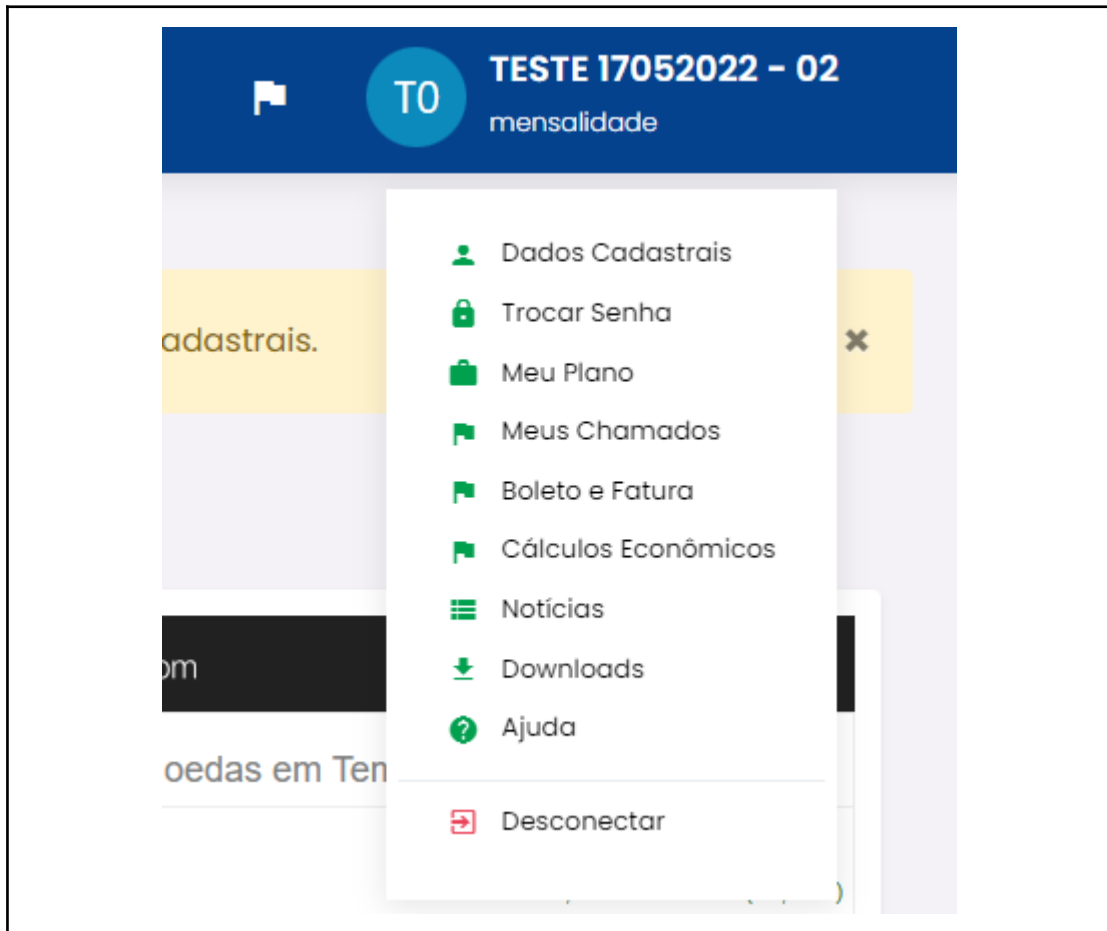 T0
TESTE 17052022 - 02
mensalidade
Dados Cadastrais
Trocar Senha
adastrais.
Meu Plano
Meus Chamados
Boleto e Fatura
Cálculos Econômicos
Notícias
om
Downloads
Ajuda
oedas em Ten
Desconectar